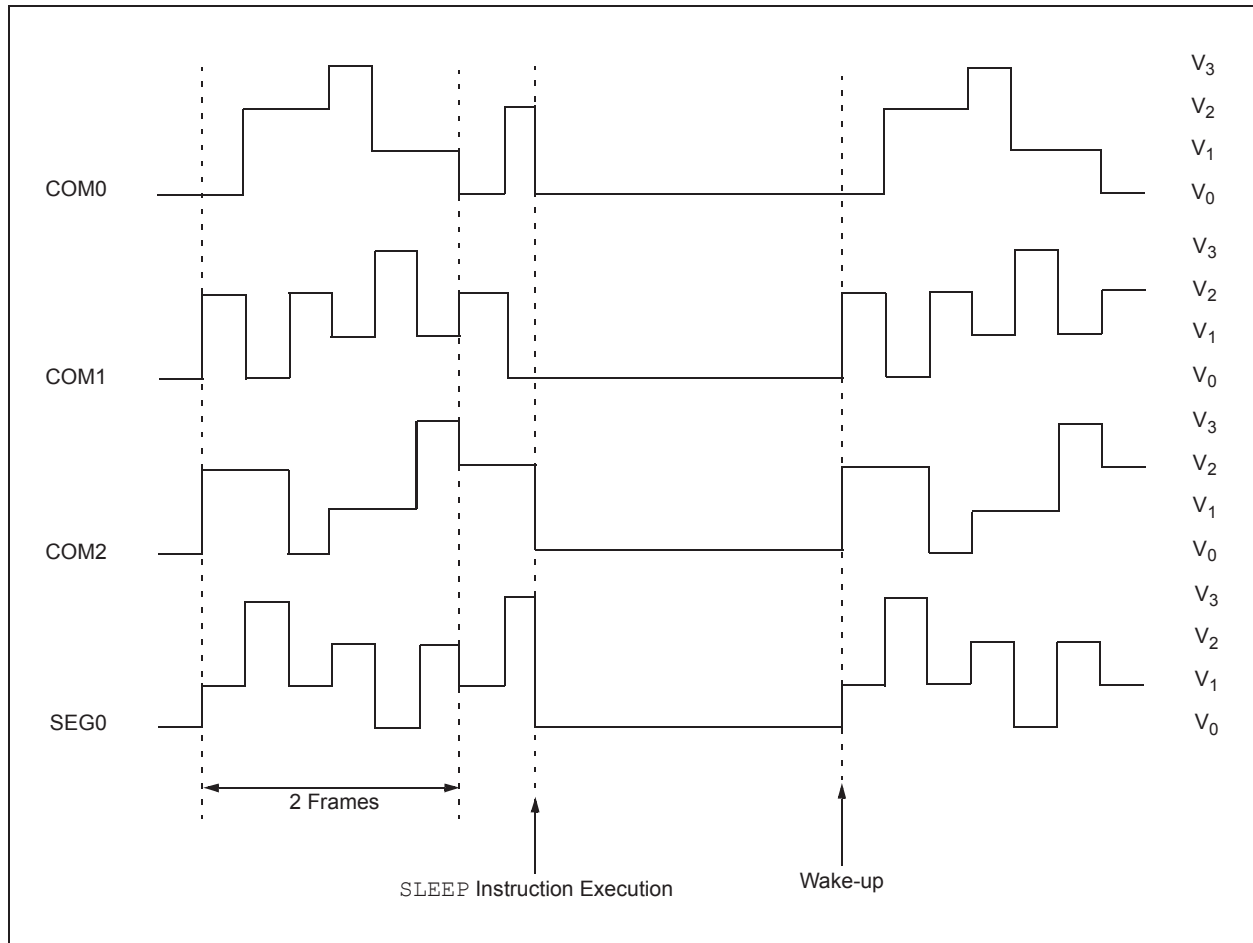 V3
V2
V1
COM0
V0
V3
V2
V1
COM1
V0
V3
V2
V1
COM2
V0
V3
V2
V1
SEG0
V0
2 Frames
SLEEP Instruction Execution
Wake-up